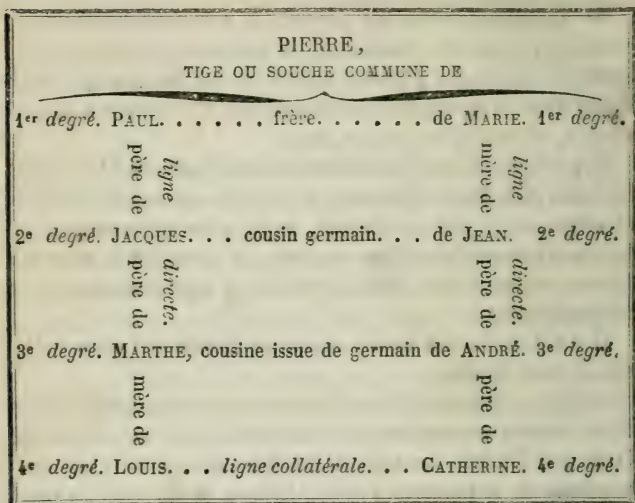 PIERRE,
TIGE OU SOUCHE COMMUNE DE
1er degré. PAUL. . . . . . frère. . . . . . de MARIE. 1er degré.
père de
ligne
mère de
ligne
2e degré. JACQUES. . . cousin germain. . . de JEAN. 2e degré.
père de
directe.
père de
directe.
3e degré. MARTHE, cousine issue de germain de ANDRÉ. 3e degré.
mère de
père de
4e degré. LOUIS. . . ligne collatérale. . . CATHERINE. 4e degré.